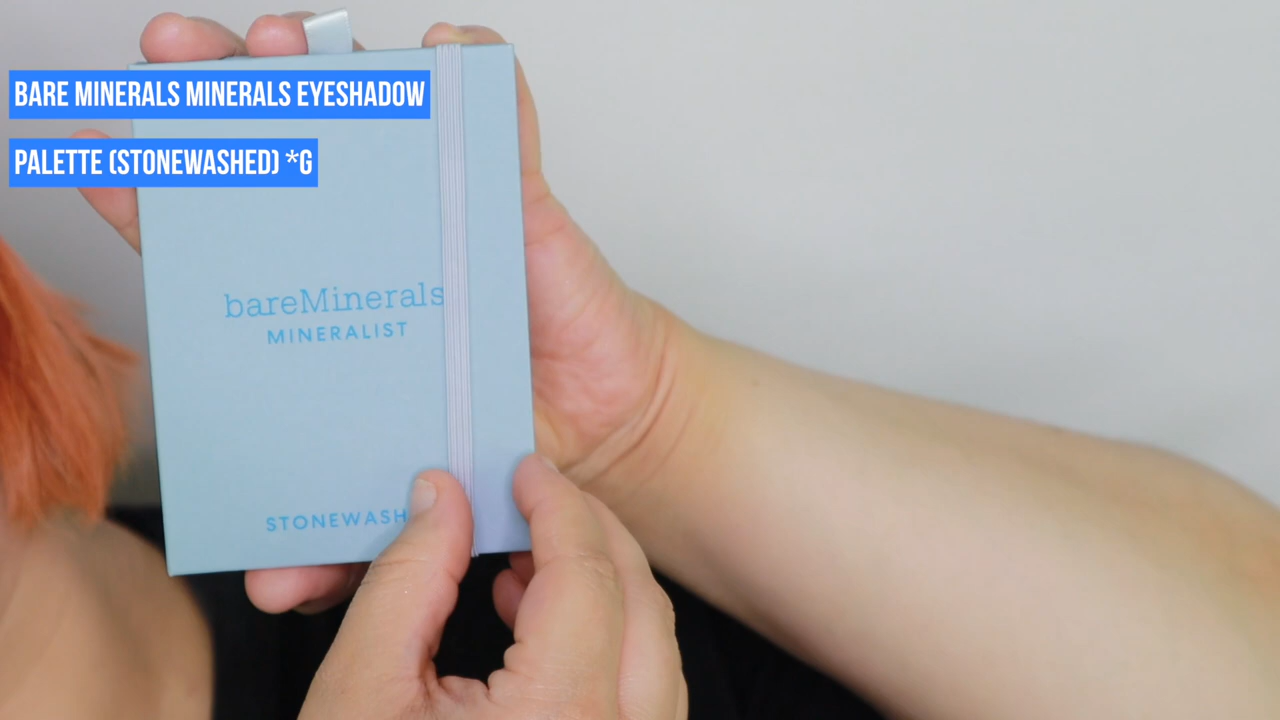 BARE MINERALS MINERALS EYESHADOW
PALETTE (STONEWASHED) *G
bareMinerals
MINERALIST
STONEWASH